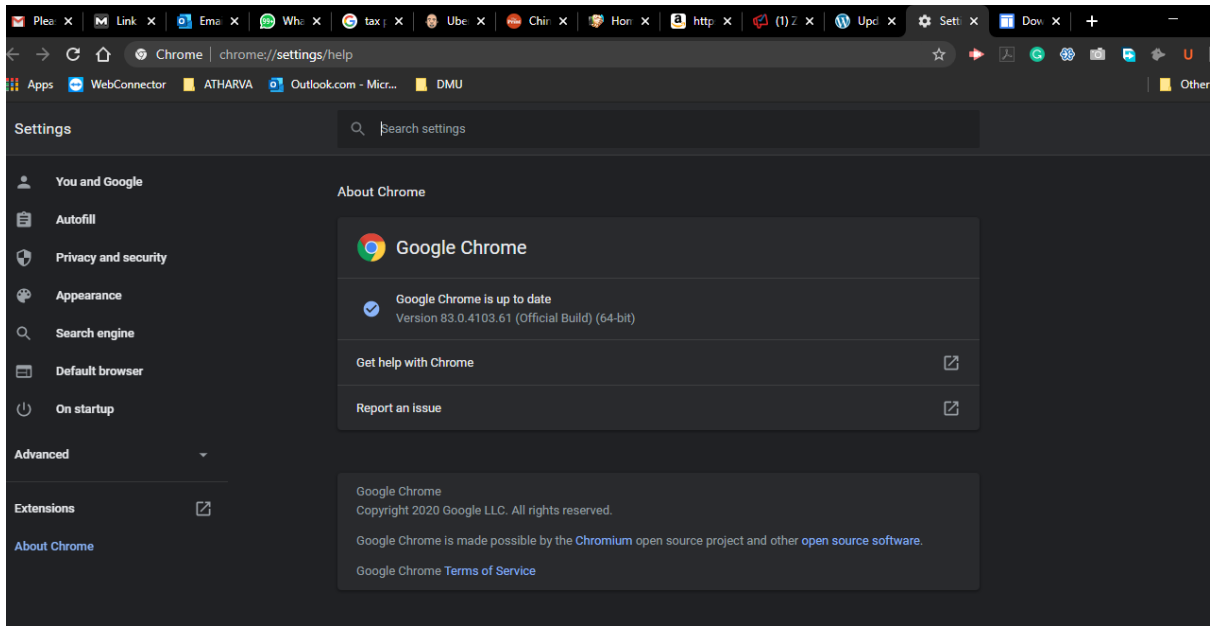 Plea Link Ema Wha tax p Ube Chir Hon http (1) Z Upd Setti Dow
Chrome chrome://settings/help
Apps WebConnector ATHARVA Outlook.com - Micr... DMU Other
Settings
Search settings
You and Google
Autofill
Privacy and security
Appearance
Search engine
Default browser
On startup
Advanced
Extensions
About Chrome
About Chrome
Google Chrome
Google Chrome is up to date
Version 83.0.4103.61 (Official Build) (64-bit)
Get help with Chrome
Report an issue
Google Chrome
Copyright 2020 Google LLC. All rights reserved.
Google Chrome is made possible by the Chromium open source project and other open source software.
Google Chrome Terms of Service